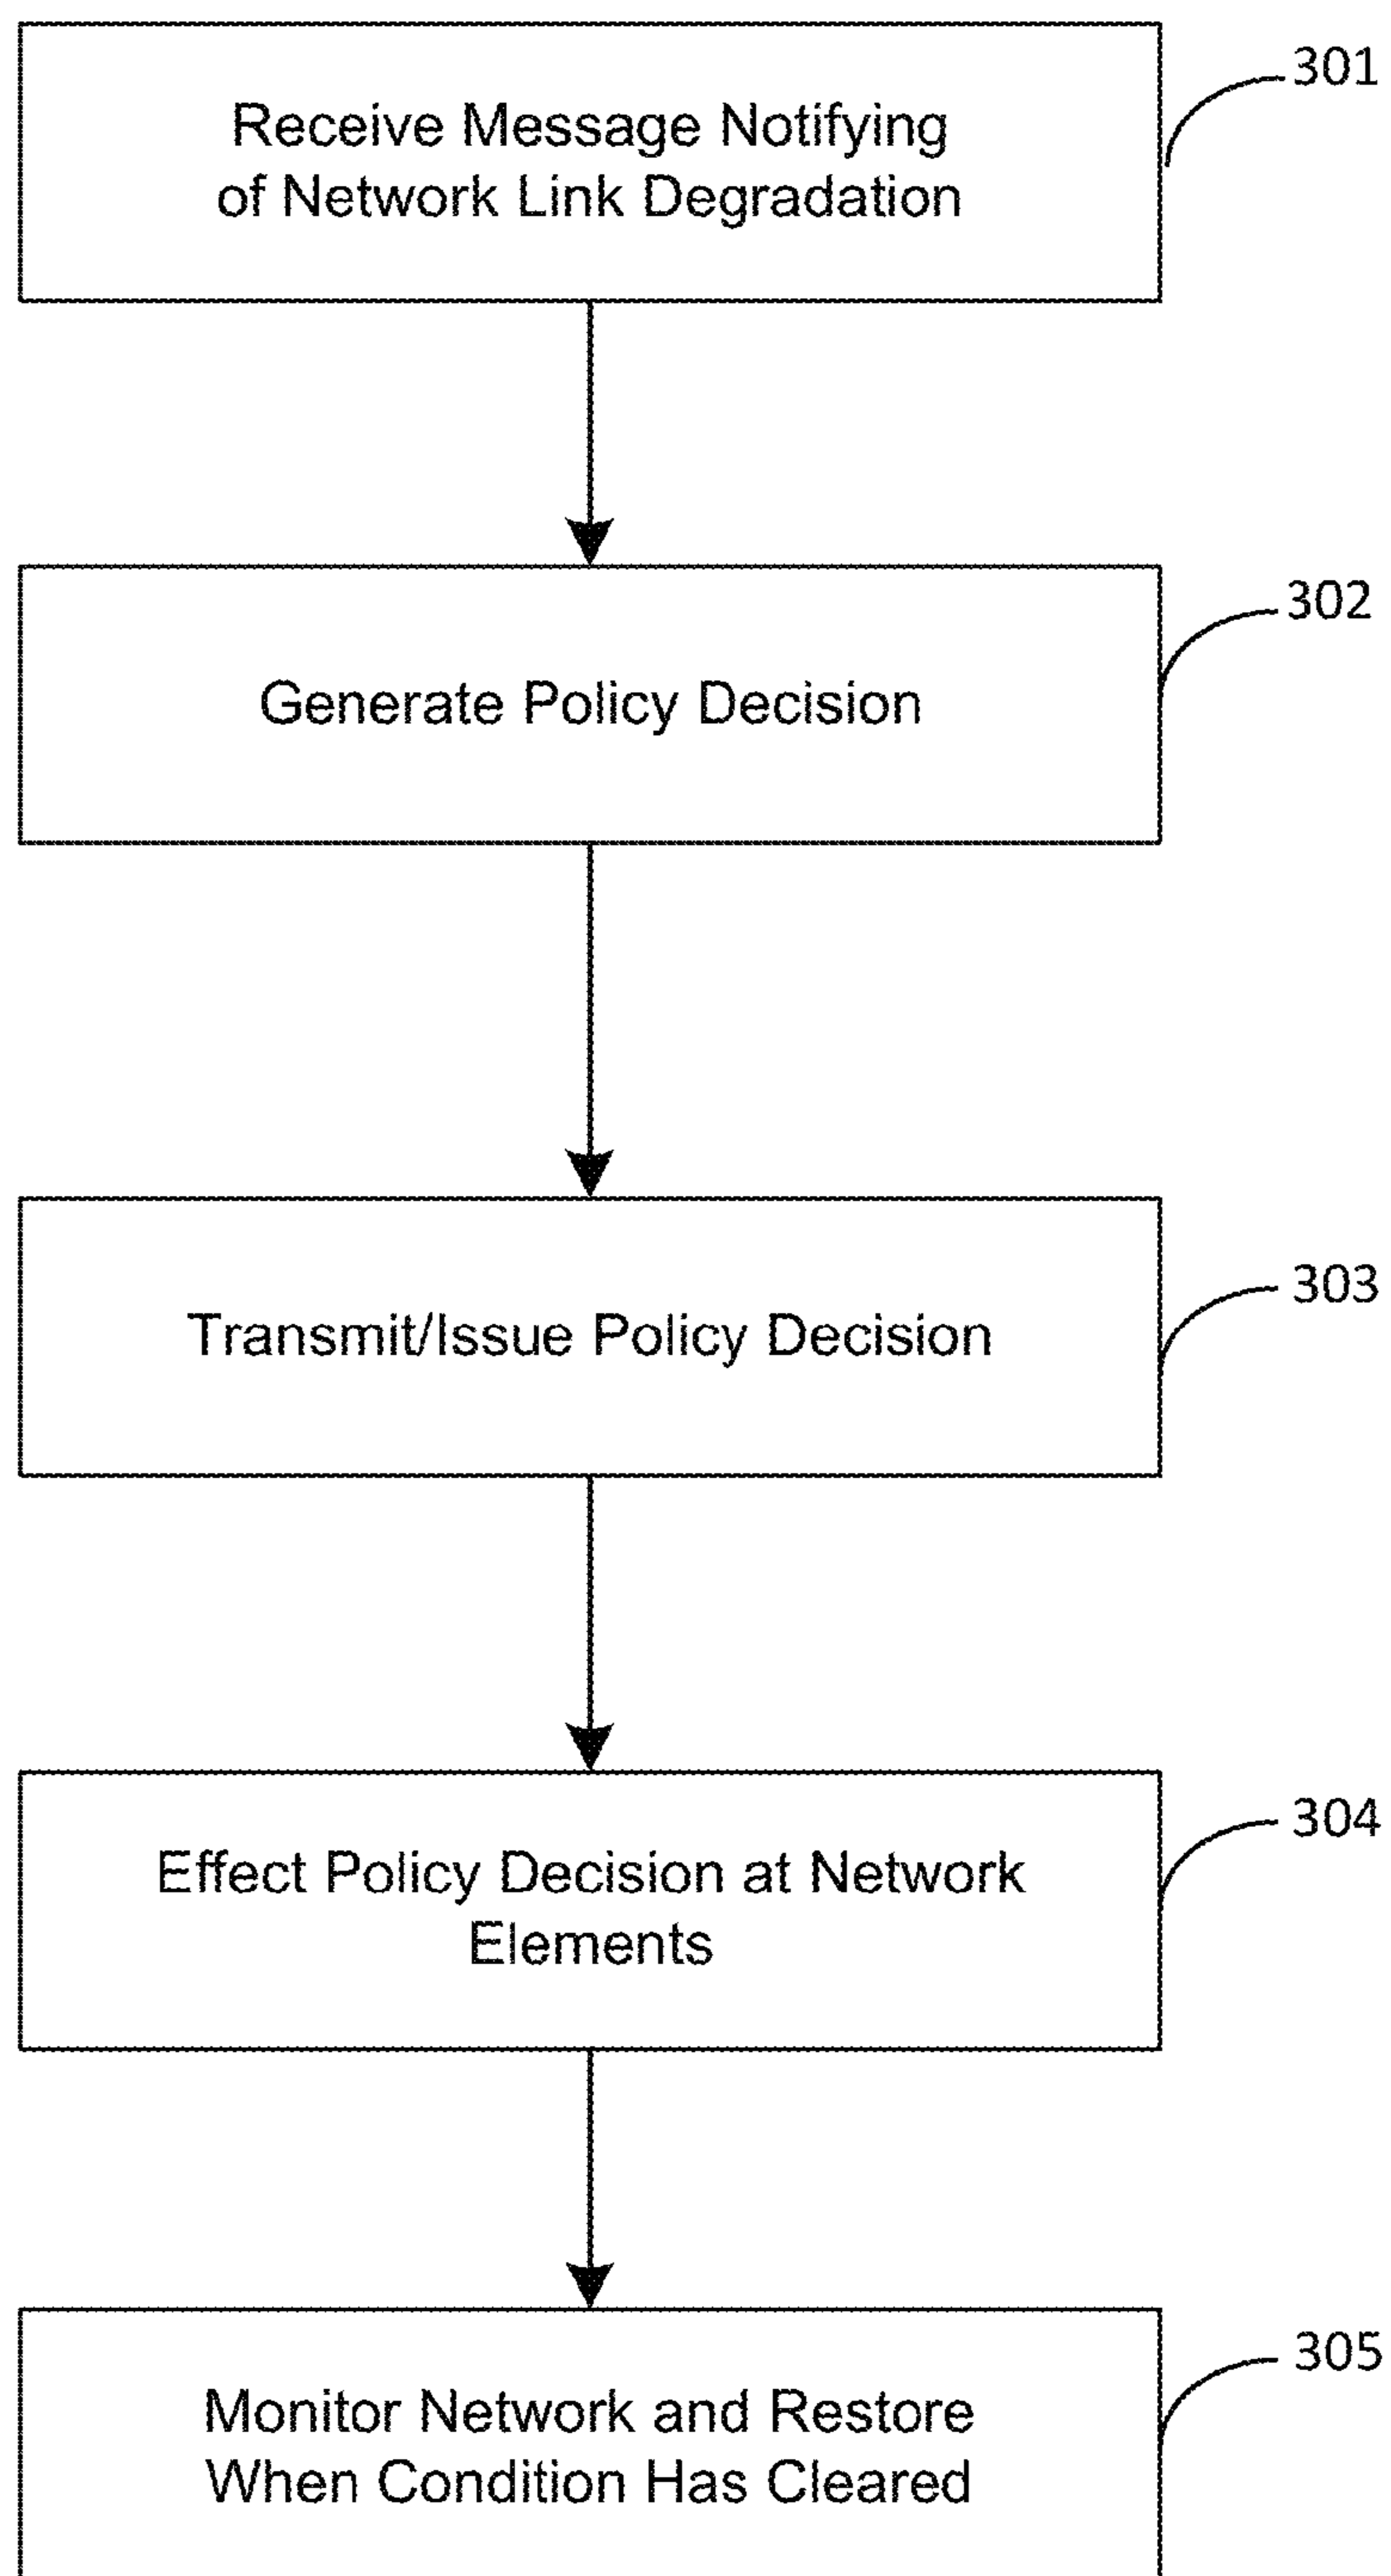 301
Receive Message Notifying
of Network Link Degradation
302
Generate Policy Decision
303
Transmit/Issue Policy Decision
304
Effect Policy Decision at Network
Elements
305
Monitor Network and Restore
When Condition Has Cleared